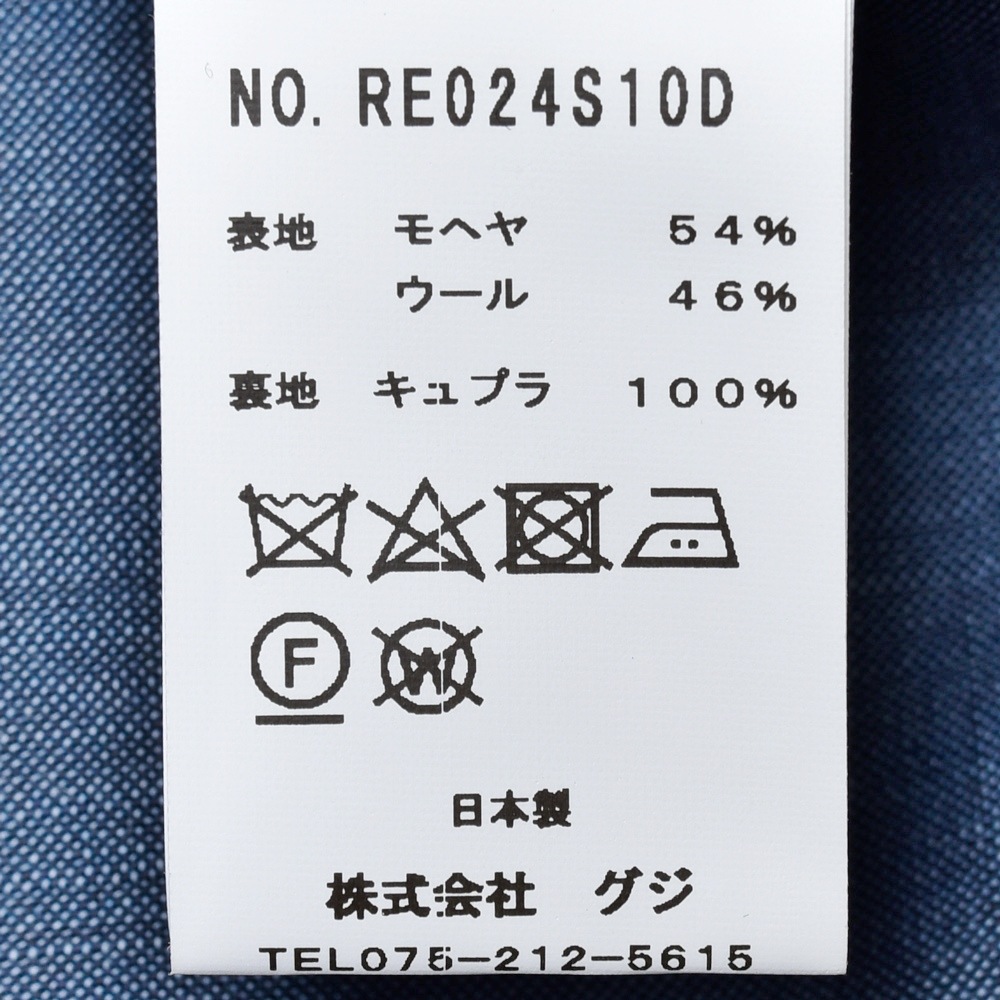 NO. RE024S10D
表地 モヘヤ 54%
ウール 46%
裏地 キュプラ 100%
F W
日本製
株式会社 グジ
TEL075-212-5615